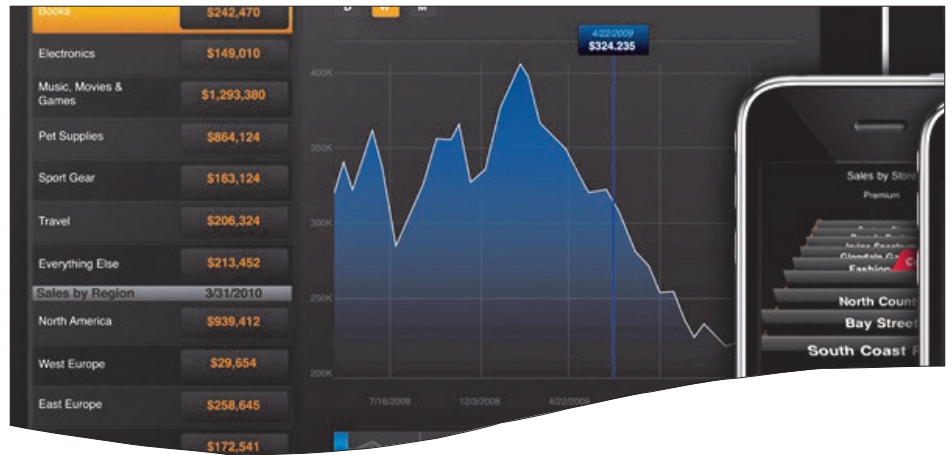 Books $242,470
D W M
4/22/2009
$324.235
Electronics $149,010
Music, Movies &
Games $1,293,380
Pet Supplies $864,124
Sport Gear $163,124
Travel $206,324
Everything Else $213,452
Sales by Region 3/31/2010
North America $939,412
West Europe $29,654
East Europe $258,645
$172,541
400K
350K
300K
250K
200K
7/16/2008 12/3/2008 4/22/2009
Sales by Store
Premium
Fashion
North Coun
Bay Street
South Coast